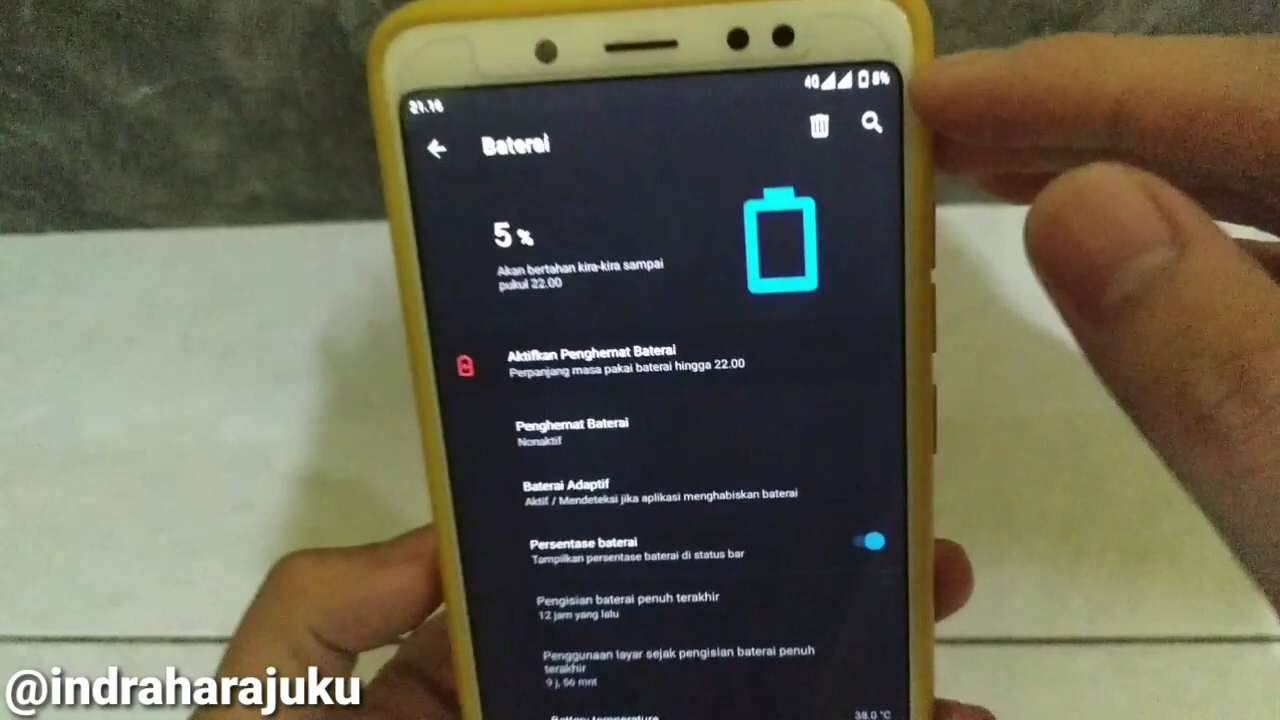 21.16
4G 5%
Baterai
5 %
Akan bertahan kira-kira sampai
pukul 22.00
Aktifkan Penghemat Baterai
Perpanjang masa pakai baterai hingga 22.00
Penghemat Baterai
Nonaktif
Baterai Adaptif
Aktif / Mendeteksi jika aplikasi menghabiskan baterai
Persentase baterai
Tampilkan persentase baterai di status bar
Pengisian baterai penuh terakhir
12 jam yang lalu
Penggunaan layar sejak pengisian baterai penuh
terakhir
9 j, 56 mnt
Battery temperature
38.0 °C
@indraharajuku